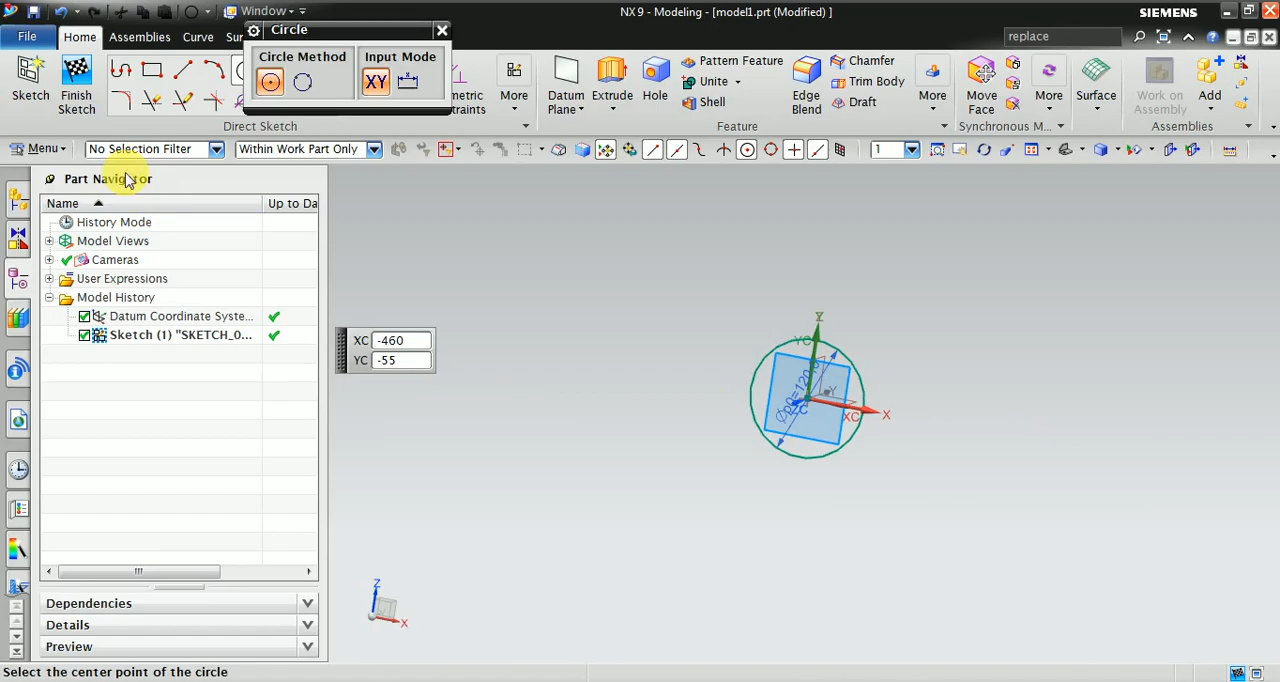 Window
NX 9 - Modeling - [model1.prt (Modified) ]
SIEMENS
Circle
File
Home
Assemblies
Curve
replace
Circle Method
Input Mode
XY
Sketch
Finish Sketch
More
Datum Plane
Extrude
Hole
Pattern Feature
Unite
Shell
Edge Blend
Chamfer
Trim Body
Draft
More
Move Face
More
Surface
Work on Assembly
Add
Direct Sketch
Feature
Synchronous M...
Assemblies
Menu
No Selection Filter
Within Work Part Only
1
Part Navigator
Name
Up to Da
History Mode
Model Views
Cameras
User Expressions
Model History
Datum Coordinate Syste...
Sketch (1) "SKETCH_0...
XC -460
YC -55
YC
Y
ZC
XC
X
Z
X
Dependencies
Details
Preview
Select the center point of the circle